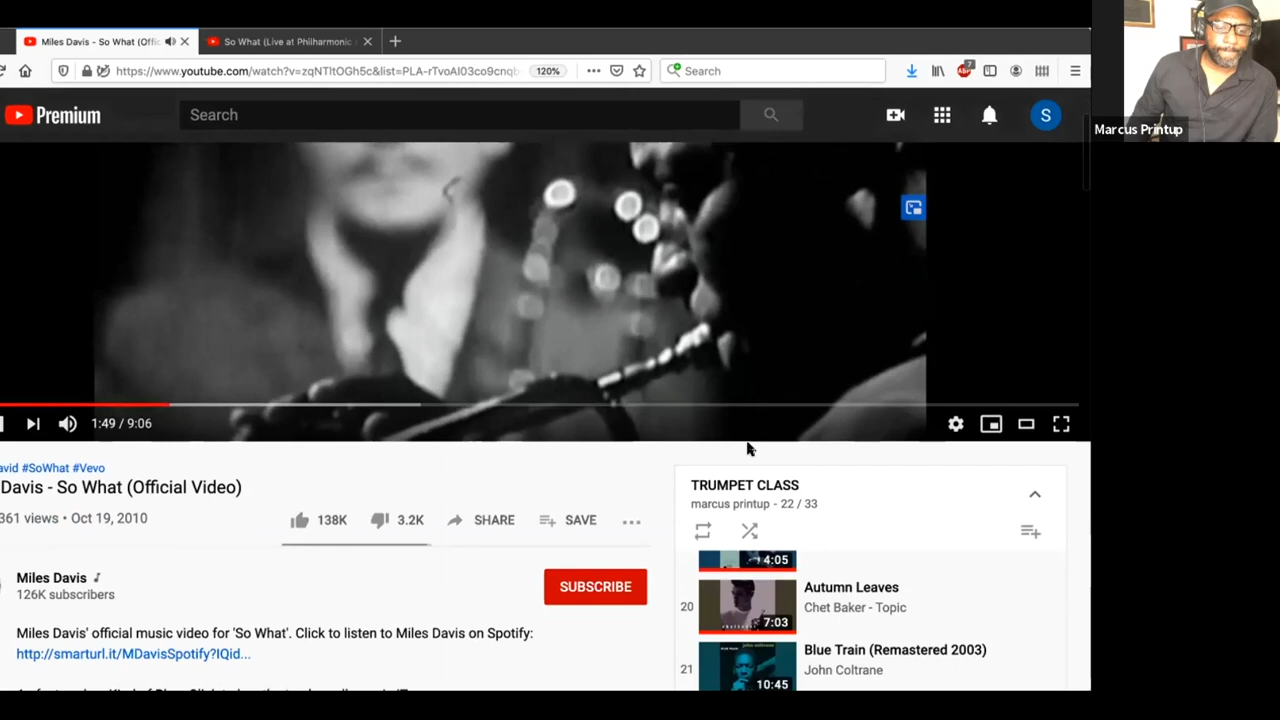 Miles Davis - So What (Offic
So What (Live at Philharmonic
https://www.youtube.com/watch?v=zqNTltOGh5c&list=PLA-rTvoAI03co9cnqb
120%
Search
7
Premium
Search
S
Marcus Printup
1:49 / 9:06
avid #SoWhat #Vevo
Davis - So What (Official Video)
361 views • Oct 19, 2010
138K
3.2K
SHARE
SAVE
TRUMPET CLASS
marcus printup - 22 / 33
4:05
Miles Davis
126K subscribers
SUBSCRIBE
20
7:03
Autumn Leaves
Chet Baker - Topic
Miles Davis' official music video for 'So What'. Click to listen to Miles Davis on Spotify:
http://smarturl.it/MDavisSpotify?IQid...
21
10:45
Blue Train (Remastered 2003)
John Coltrane